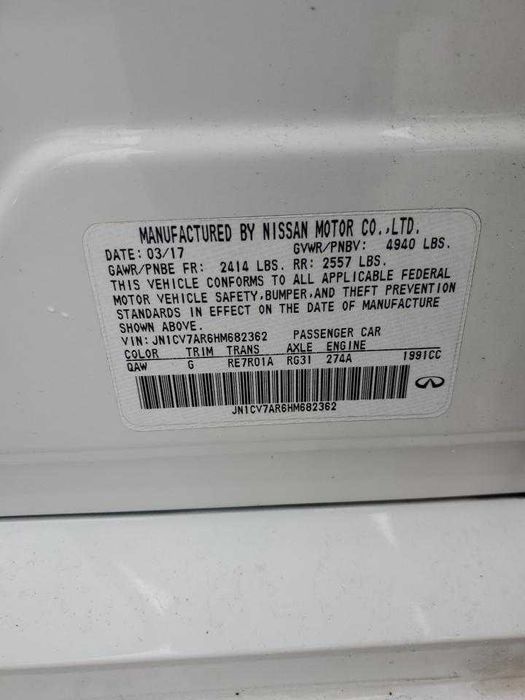 MANUFACTURED BY NISSAN MOTOR CO.,LTD.
DATE: 03/17 GVWR/PNBV: 4940 LBS.
GAWR/PNBE FR: 2414 LBS. RR: 2557 LBS.
THIS VEHICLE CONFORMS TO ALL APPLICABLE FEDERAL
MOTOR VEHICLE SAFETY,BUMPER,AND THEFT PREVENTION
STANDARDS IN EFFECT ON THE DATE OF MANUFACTURE
SHOWN ABOVE.
VIN: JN1CV7AR6HM682362 PASSENGER CAR
COLOR TRIM TRANS AXLE ENGINE
QAW G RE7R01A RG31 274A 1991CC
JN1CV7AR6HM682362